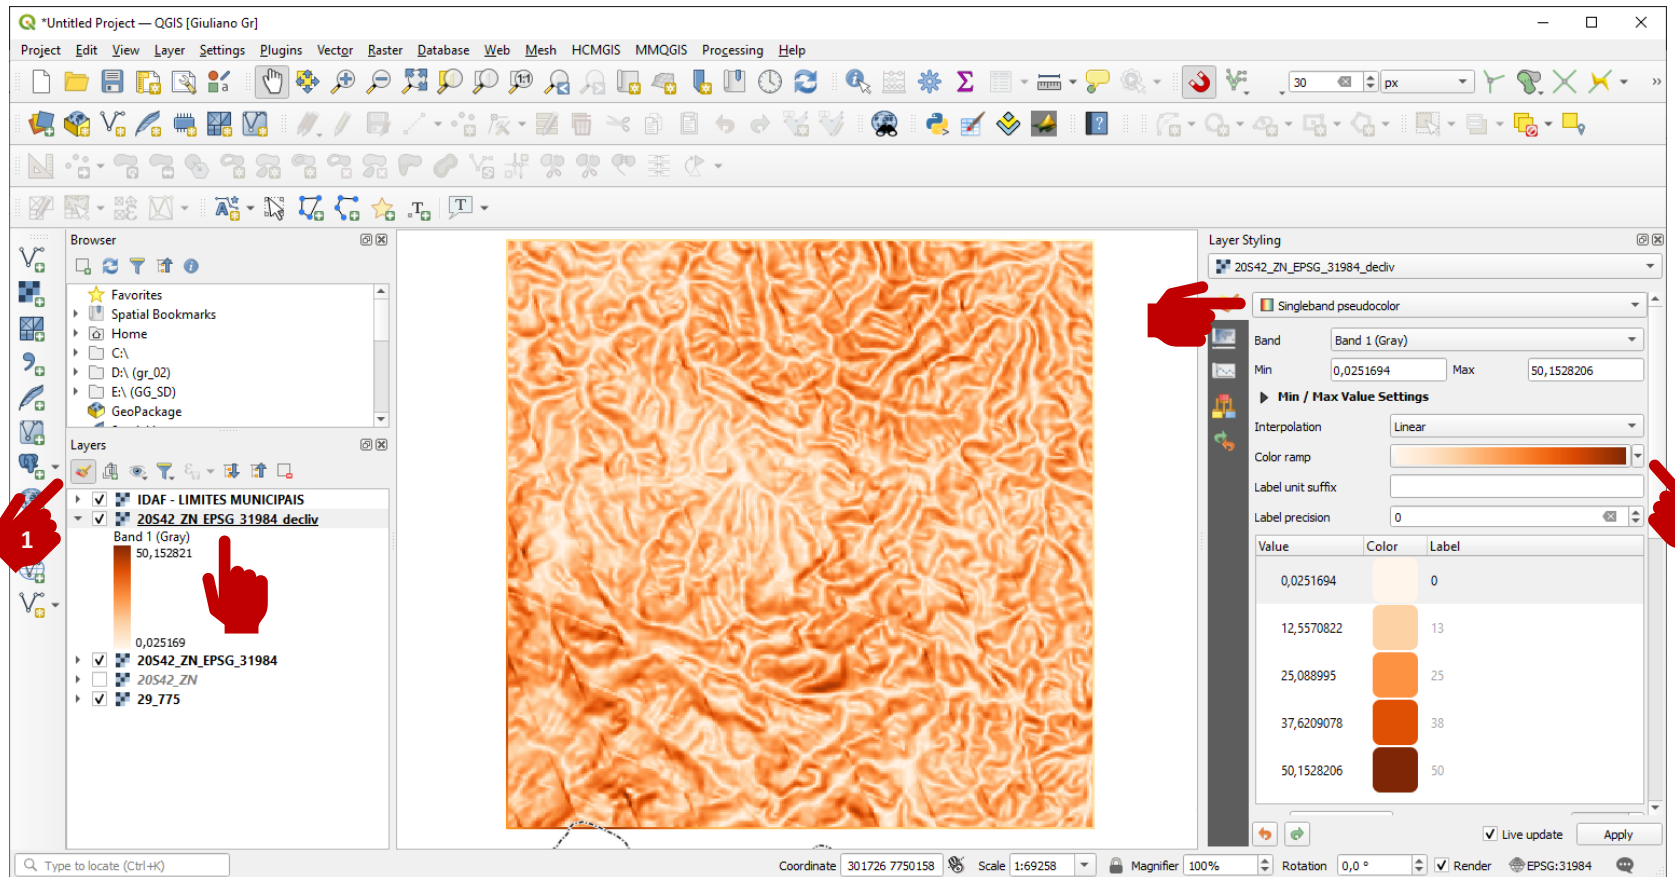 *Untitled Project — QGIS [Giuliano Gr]
Project Edit View Layer Settings Plugins Vector Raster Database Web Mesh HCMGIS MMQGIS Processing Help
30 px
Browser
Favorites
Spatial Bookmarks
Home
C:\
D:\ (gr_02)
E:\ (GG_SD)
GeoPackage
Layers
IDAF - LIMITES MUNICIPAIS
20S42_ZN_EPSG_31984_decliv
Band 1 (Gray)
50,152821
0,025169
20S42_ZN_EPSG_31984
20S42_ZN
29_775
1
Layer Styling
20S42_ZN_EPSG_31984_decliv
Singleband pseudocolor
Band Band 1 (Gray)
Min 0,0251694 Max 50,1528206
Min / Max Value Settings
Interpolation Linear
Color ramp
Label unit suffix
Label precision 0
Value Color Label
0,0251694 0
12,5570822 13
25,088995 25
37,6209078 38
50,1528206 50
Live update Apply
Type to locate (Ctrl+K) Coordinate 301726 7750158 Scale 1:69258 Magnifier 100% Rotation 0,0 ° Render EPSG:31984